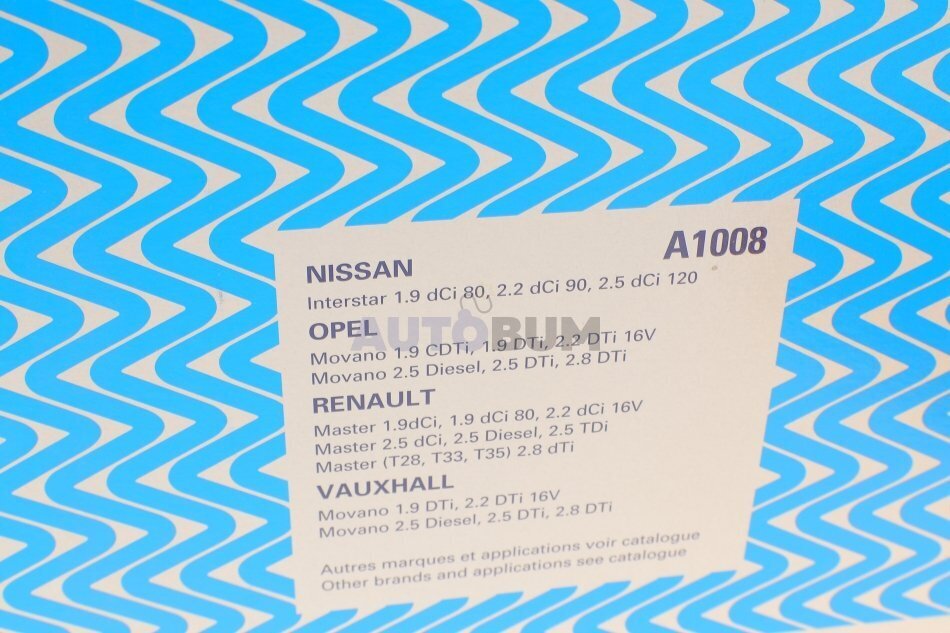 A1008
NISSAN
Interstar 1.9 dCi 80, 2.2 dCi 90, 2.5 dCi 120
OPEL
AUTOBUM
Movano 1.9 CDTi, 1.9 DTi, 2.2 DTi 16V
Movano 2.5 Diesel, 2.5 DTi, 2.8 DTi
RENAULT
Master 1.9dCi, 1.9 dCi 80, 2.2 dCi 16V
Master 2.5 dCi, 2.5 Diesel, 2.5 TDi
Master (T28, T33, T35) 2.8 dTi
VAUXHALL
Movano 1.9 DTi, 2.2 DTi 16V
Movano 2.5 Diesel, 2.5 DTi, 2.8 DTi
Autres marques et applications voir catalogue
Other brands and applications see catalogue